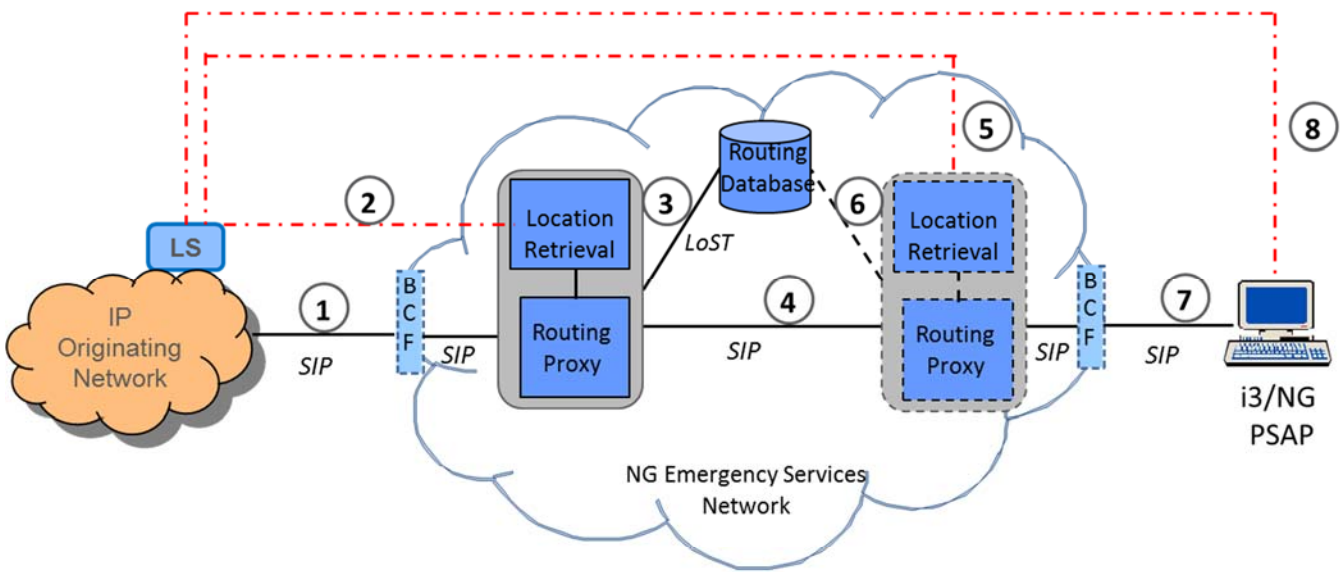 8
5
Routing
Database
2
3
6
Location
Retrieval
Location
Retrieval
LS
LoST
B
C
F
B
C
F
1
4
7
IP
Originating
Network
SIP
SIP
Routing
Proxy
SIP
Routing
Proxy
SIP
SIP
i3/NG
PSAP
NG Emergency Services
Network